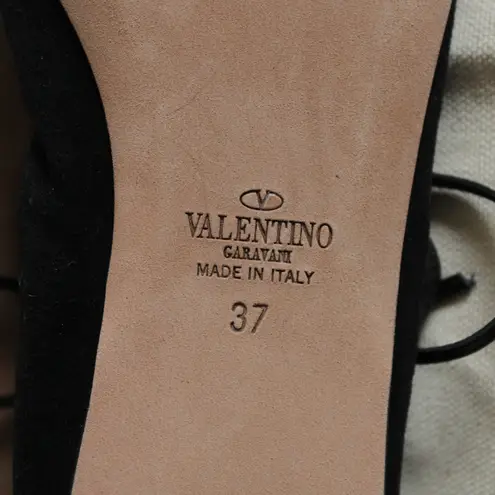 V
VALENTINO
GARAVANI
MADE IN ITALY
37